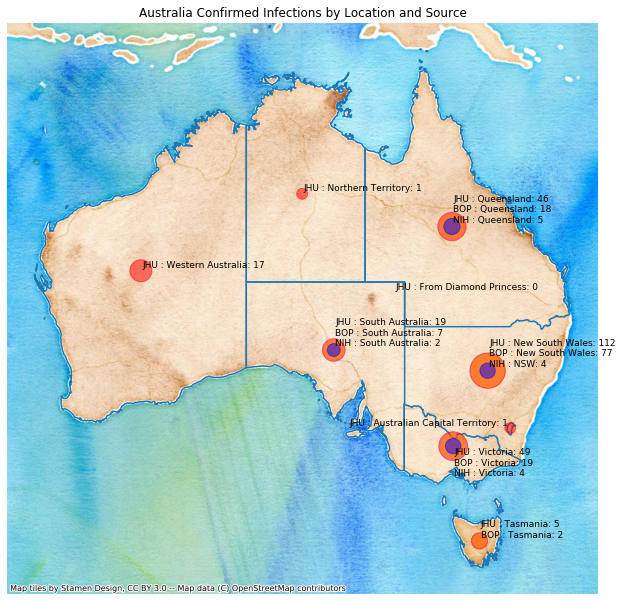 Australia Confirmed Infections by Location and Source
JHU : Northern Territory: 1
JHU : Queensland: 46
BOP : Queensland: 18
NIH : Queensland: 5
JHU : Western Australia: 17
JHU : From Diamond Princess: 0
JHU : South Australia: 19
BOP : South Australia: 7
NIH : South Australia: 2
JHU : New South Wales: 112
BOP : New South Wales: 77
NIH : NSW: 4
JHU : Australian Capital Territory: 1
JHU : Victoria: 49
BOP : Victoria: 19
NIH : Victoria: 4
JHU : Tasmania: 5
BOP : Tasmania: 2
Map tiles by Stamen Design, CC BY 3.0 -- Map data (C) OpenStreetMap contributors